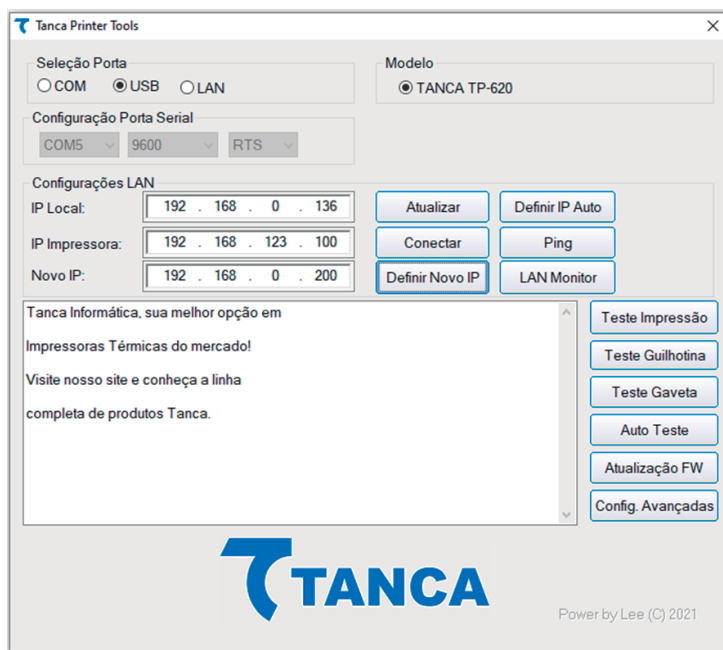 Tanca Printer Tools
Seleção Porta
COM USB LAN
Modelo
TANCA TP-620
Configuração Porta Serial
COM5 9600 RTS
Configurações LAN
IP Local: 192 . 168 . 0 . 136 Atualizar Definir IP Auto
IP Impressora: 192 . 168 . 123 . 100 Conectar Ping
Novo IP: 192 . 168 . 0 . 200 Definir Novo IP LAN Monitor
Tanca Informática, sua melhor opção em
Impressoras Térmicas do mercado!
Visite nosso site e conheça a linha
completa de produtos Tanca.
Teste Impressão
Teste Guilhotina
Teste Gaveta
Auto Teste
Atualização FW
Config. Avançadas
TANCA
Power by Lee (C) 2021